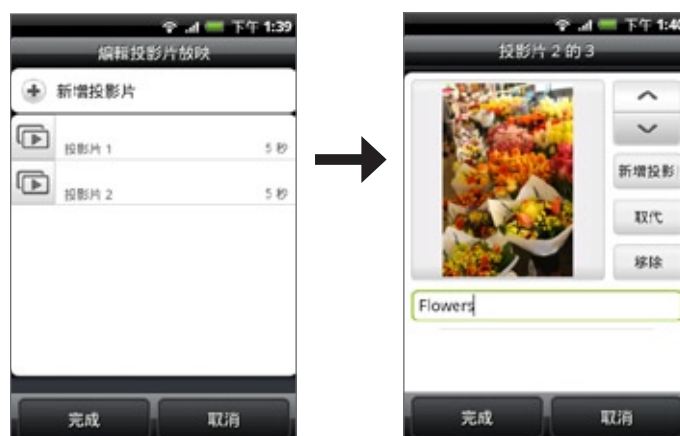 下午 1:39
編輯投影片放映
新增投影片
投影片 1
5 秒
投影片 2
5 秒
完成
取消
下午 1:40
投影片 2 的 3
新增投影
取代
移除
Flowers
完成
取消